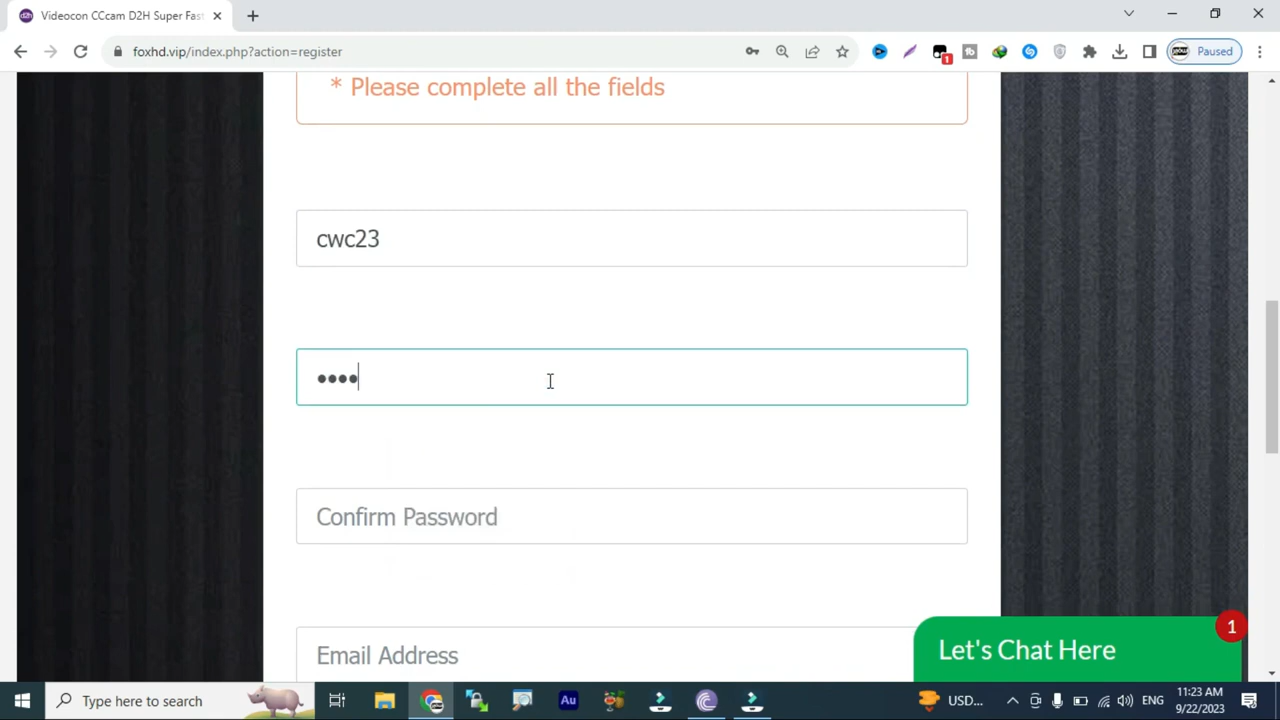 Videocon CCcam D2H Super Fast
foxhd.vip/index.php?action=register
Paused
1
* Please complete all the fields
cwc23
••••
Confirm Password
Email Address
Let's Chat Here
1
Type here to search
Au
USD...
ENG
11:23 AM
9/22/2023